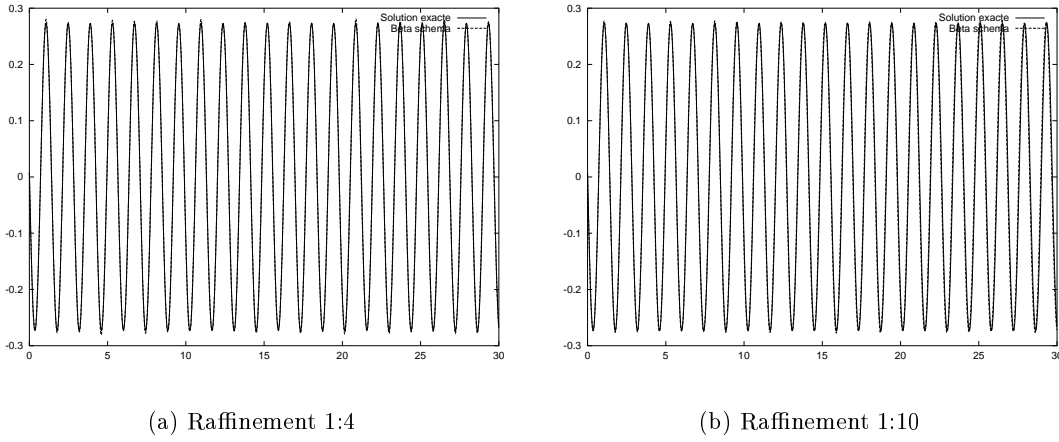 0.3
Solution exacte
Beta schema
0.2
0.1
0
-0.1
-0.2
-0.3
0 5 10 15 20 25 30
(a) Raffinement 1:4
0.3
Solution exacte
Beta schema
0.2
0.1
0
-0.1
-0.2
-0.3
0 5 10 15 20 25 30
(b) Raffinement 1:10